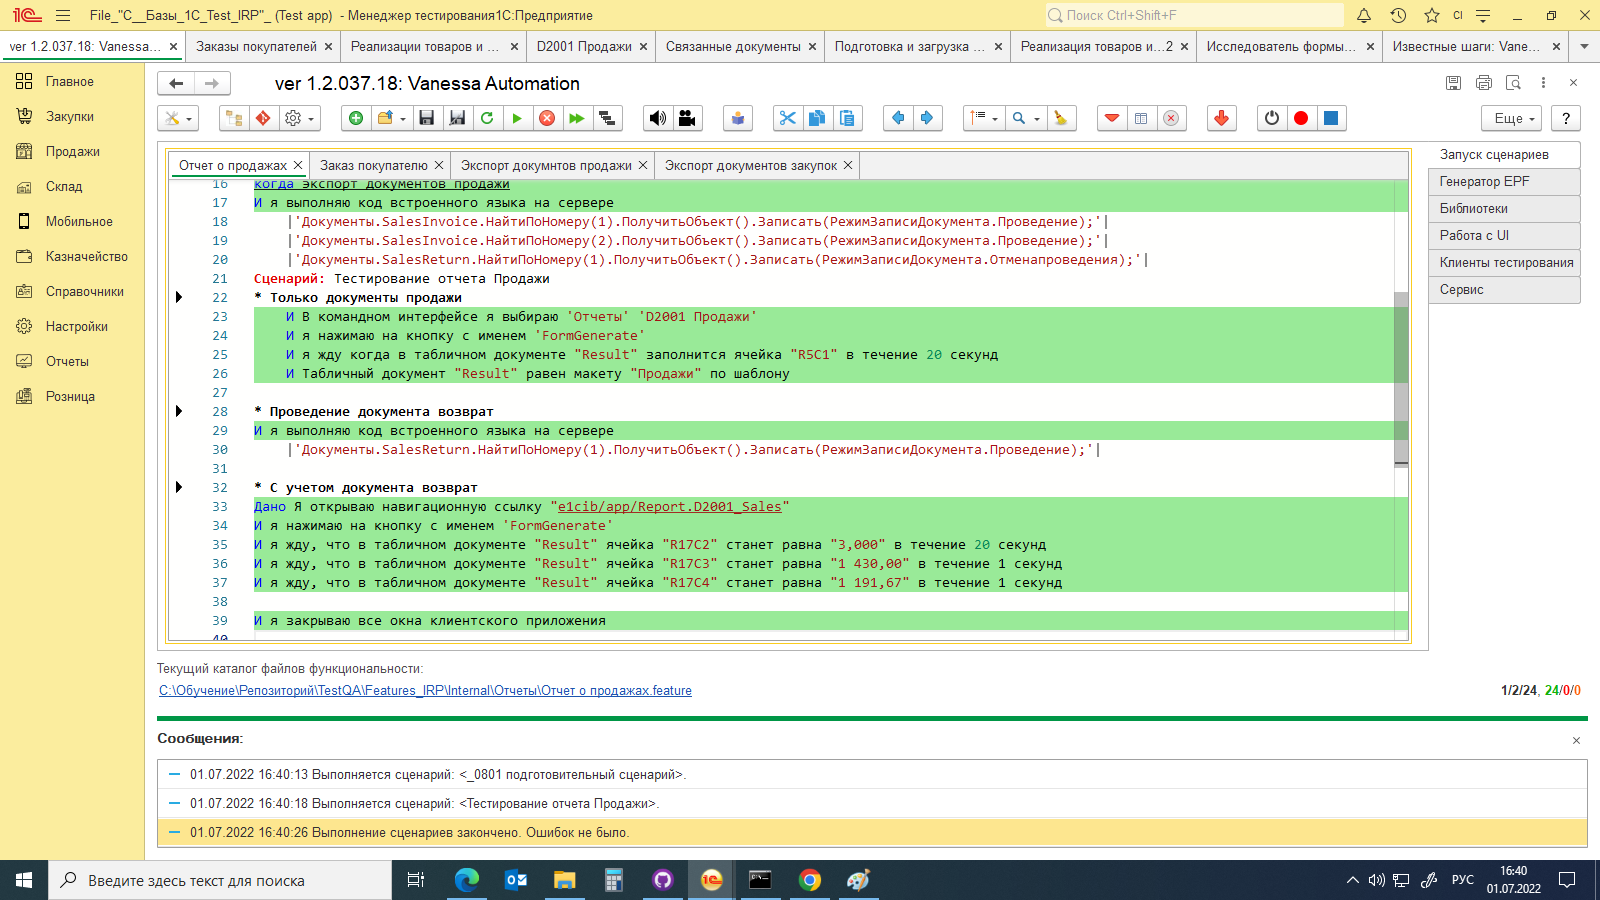 File_"C__Базы_1С_Test_IRP"_ (Test app) - Менеджер тестирования1С:Предприятие
Поиск Ctrl+Shift+F
CI
ver 1.2.037.18: Vanessa...
Заказы покупателей
Реализации товаров и ...
D2001 Продажи
Связанные документы
Подготовка и загрузка ...
Реализация товаров и...2
Исследователь формы...
Известные шаги: Vane...
Главное
Закупки
Продажи
Склад
Мобильное
Казначейство
Справочники
Настройки
Отчеты
Розница
ver 1.2.037.18: Vanessa Automation
Еще
?
Отчет о продажах
Заказ покупателю
Экспорт докумнтов продажи
Экспорт документов закупок
Запуск сценариев
Генератор EPF
Библиотеки
Работа с UI
Клиенты тестирования
Сервис
16 когда экспорт документов продажи
17 И я выполняю код встроенного языка на сервере
18 |'Документы.SalesInvoice.НайтиПоНомеру(1).ПолучитьОбъект().Записать(РежимЗаписиДокумента.Проведение);'|
19 |'Документы.SalesInvoice.НайтиПоНомеру(2).ПолучитьОбъект().Записать(РежимЗаписиДокумента.Проведение);'|
20 |'Документы.SalesReturn.НайтиПоНомеру(1).ПолучитьОбъект().Записать(РежимЗаписиДокумента.Отменапроведения);'|
21 Сценарий: Тестирование отчета Продажи
22 * Только документы продажи
23 И В командном интерфейсе я выбираю 'Отчеты' 'D2001 Продажи'
24 И я нажимаю на кнопку с именем 'FormGenerate'
25 И я жду когда в табличном документе "Result" заполнится ячейка "R5C1" в течение 20 секунд
26 И Табличный документ "Result" равен макету "Продажи" по шаблону
27
28 * Проведение документа возврат
29 И я выполняю код встроенного языка на сервере
30 |'Документы.SalesReturn.НайтиПоНомеру(1).ПолучитьОбъект().Записать(РежимЗаписиДокумента.Проведение);'|
31
32 * С учетом документа возврат
33 Дано Я открываю навигационную ссылку "e1cib/app/Report.D2001_Sales"
34 И я нажимаю на кнопку с именем 'FormGenerate'
35 И я жду, что в табличном документе "Result" ячейка "R17C2" станет равна "3,000" в течение 20 секунд
36 И я жду, что в табличном документе "Result" ячейка "R17C3" станет равна "1 430,00" в течение 1 секунд
37 И я жду, что в табличном документе "Result" ячейка "R17C4" станет равна "1 191,67" в течение 1 секунд
38
39 И я закрываю все окна клиентского приложения
40
Текущий каталог файлов функциональности:
C:\Обучение\Репозиторий\TestQA\Features_IRP\Internal\Отчеты\Отчет о продажах.feature
1/2/24, 24/0/0
Сообщения:
01.07.2022 16:40:13 Выполняется сценарий: <_0801 подготовительный сценарий>.
01.07.2022 16:40:18 Выполняется сценарий: <Тестирование отчета Продажи>.
01.07.2022 16:40:26 Выполнение сценариев закончено. Ошибок не было.
Введите здесь текст для поиска
РУС
16:40
01.07.2022